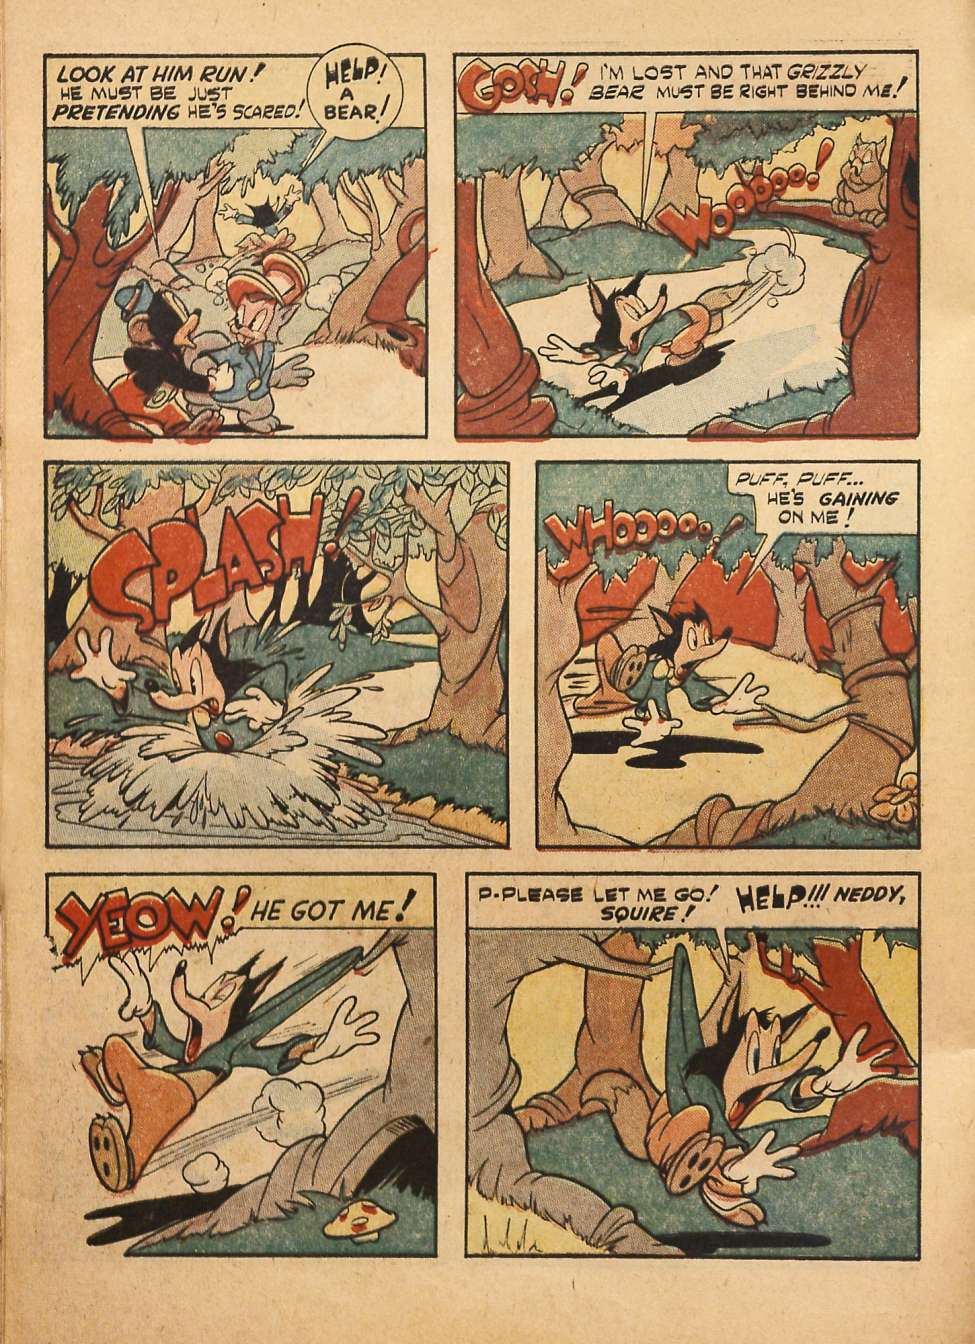 LOOK AT HIM RUN!
HE MUST BE JUST
PRETENDING HE'S SCARED!
HELP!
A
BEAR!
GOSH! I'M LOST AND THAT GRIZZLY
BEAR MUST BE RIGHT BEHIND ME!
WOOOOOO!
SPLASH!
WHOOOOOO!
PUFF, PUFF...
HE'S GAINING
ON ME!
YEOW! HE GOT ME!
P-PLEASE LET ME GO!
SQUIRE!
HELP!!! NEDDY,